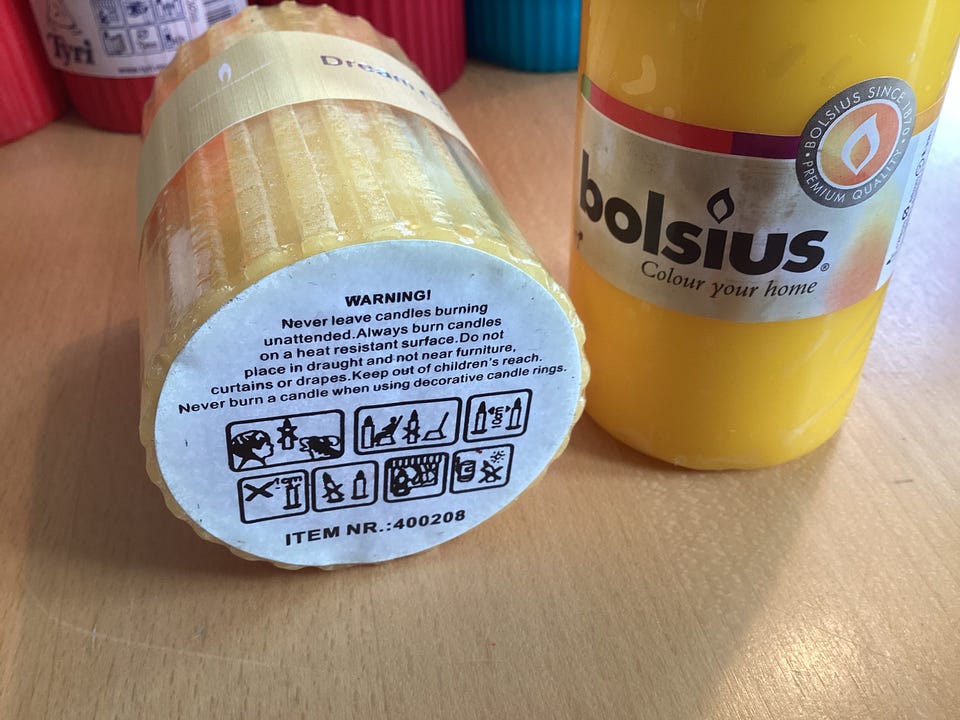 Tyri
Dream
WARNING!
Never leave candles burning
unattended.Always burn candles
on a heat resistant surface.Do not
place in draught and not near furniture,
curtains or drapes.Keep out of children's reach.
Never burn a candle when using decorative candle rings.
10cm
1cm
ITEM NR.:400208
BOLSIUS SINCE 1870
PREMIUM QUALITY
bolsius®
Colour your home